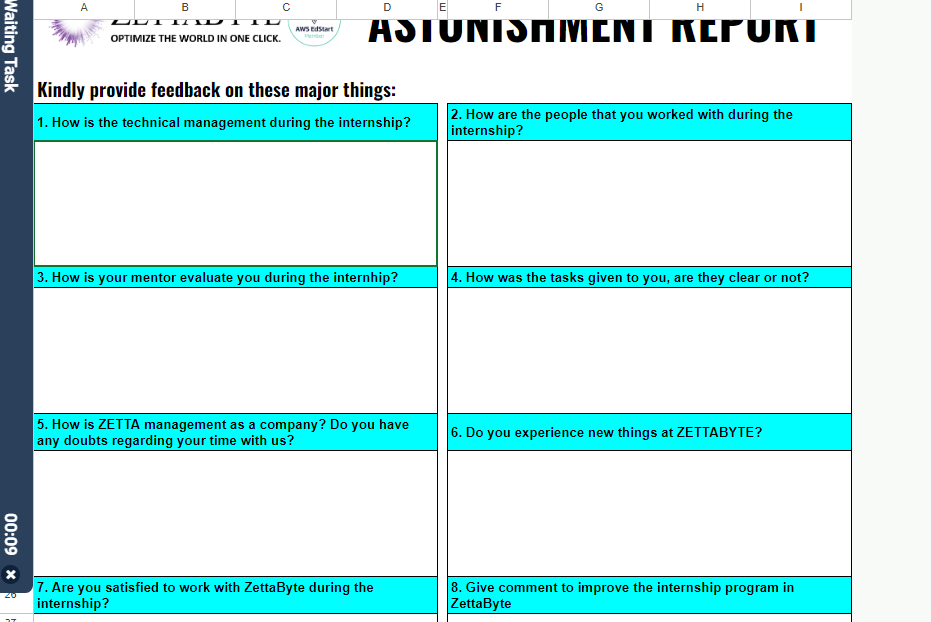 A B C D E F G H I
Waiting Task
ZETTABYTE
OPTIMIZE THE WORLD IN ONE CLICK.
AWS EdStart
Member
ASTONISHMENT REPORT
Kindly provide feedback on these major things:
1. How is the technical management during the internship?
2. How are the people that you worked with during the
internship?
3. How is your mentor evaluate you during the internhip?
4. How was the tasks given to you, are they clear or not?
5. How is ZETTA management as a company? Do you have
any doubts regarding your time with us?
6. Do you experience new things at ZETTABYTE?
00:09
7. Are you satisfied to work with ZettaByte during the
internship?
8. Give comment to improve the internship program in
ZettaByte